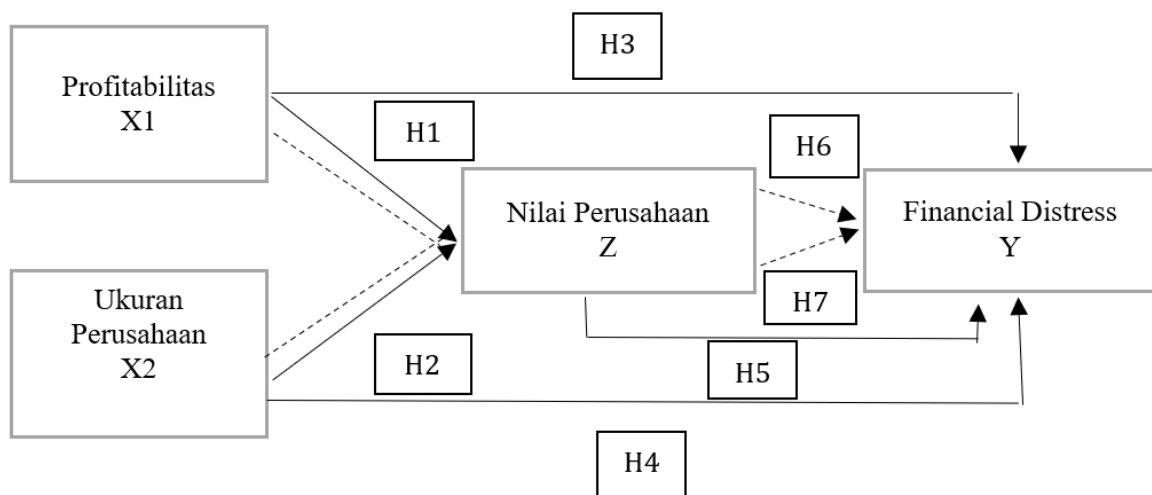 H3
Profitabilitas
X1
H1
H6
Nilai Perusahaan
Z
Financial Distress
Y
Ukuran
Perusahaan
X2
H7
H2
H5
H4